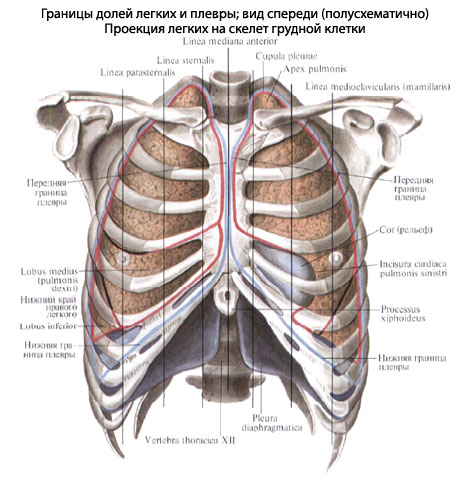 Границы долей легких и плевры; вид спереди (полусхематично)
Проекция легких на скелет грудной клетки
Linea mediana anterior
Linea sternalis
Cupula pleurae
Linea parasternalis
Apex pulmonis
Linea medioclavicularis (mamillaris)
Передняя
граница
плевры
Передняя
граница
плевры
Cor (рельеф)
Lobus medius
(pulmonis
dextri)
Incisura cardiaca
pulmonis sinistri
Нижний край
правого
легкого
Processus
xiphoideus
Lobus inferior
Нижняя гра-
ница плевры
Нижняя граница
плевры
Pleura
diaphragmatica
Vertebra thoracica XII